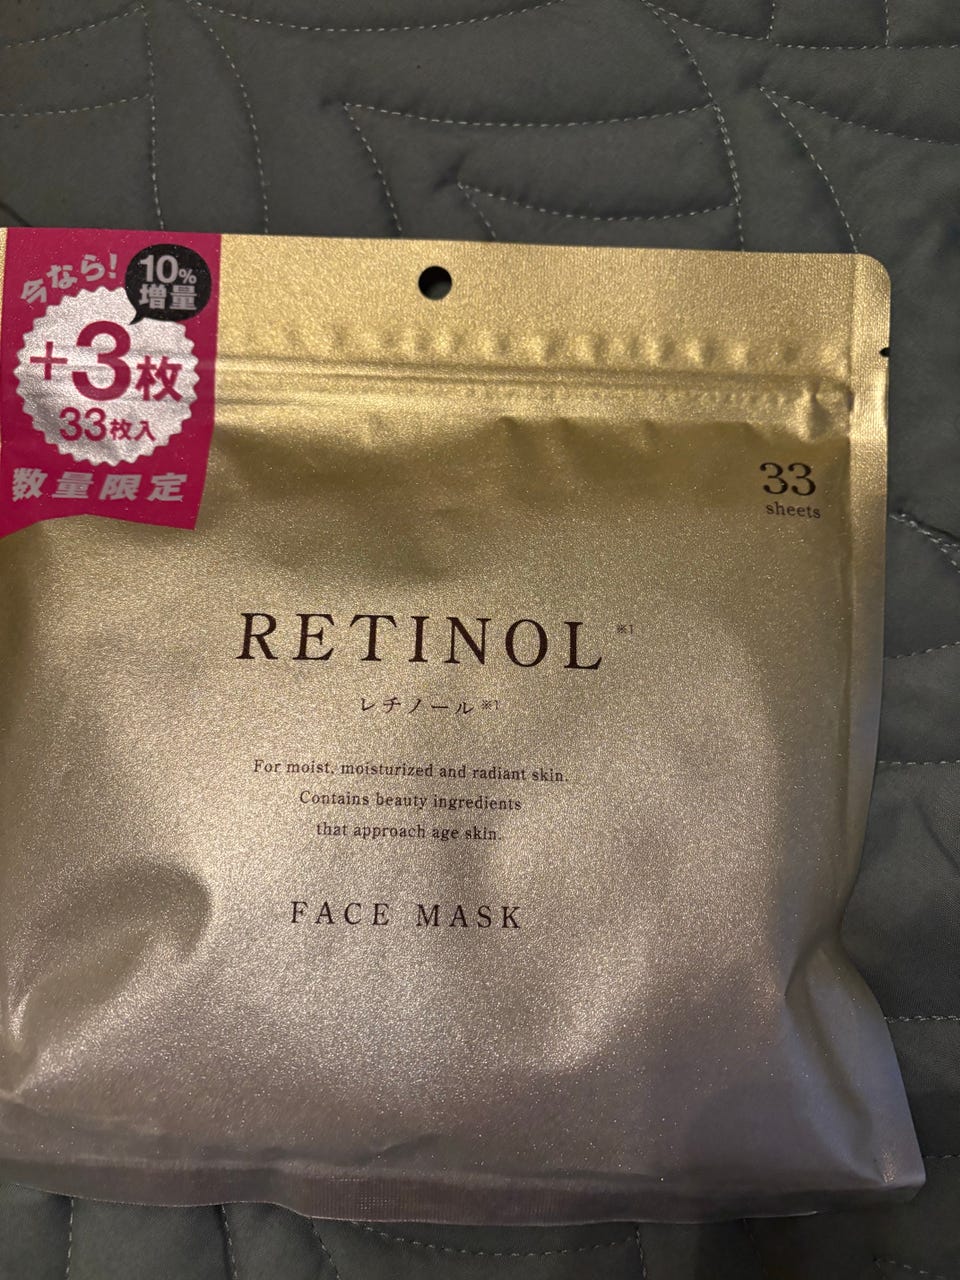 今なら!
10%
増量
+3枚
33枚入
数量限定
33
sheets
RETINOL※1
レチノール※1
For moist, moisturized and radiant skin.
Contains beauty ingredients
that approach age skin.
FACE MASK